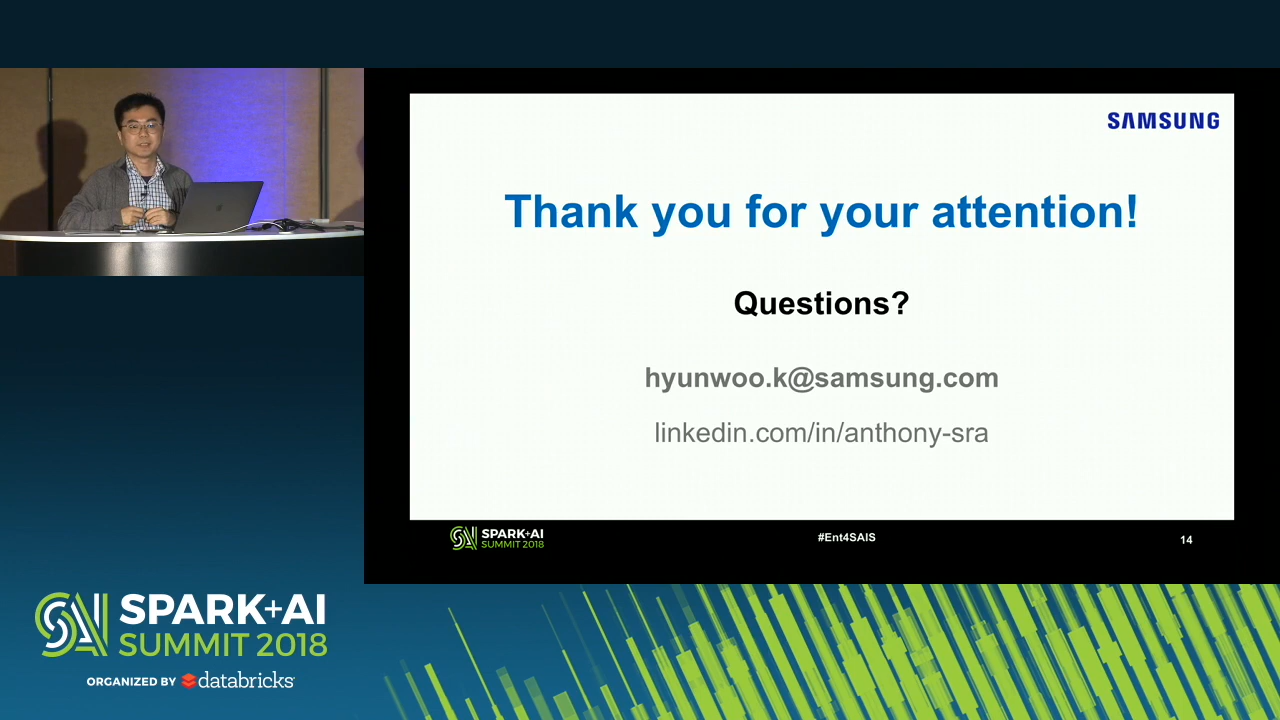 SAMSUNG
Thank you for your attention!
Questions?
hyunwoo.k@samsung.com
linkedin.com/in/anthony-sra
SPARK+AI
SUMMIT 2018
#Ent4SAIS
14
SPARK+AI
SUMMIT 2018
ORGANIZED BY databricks